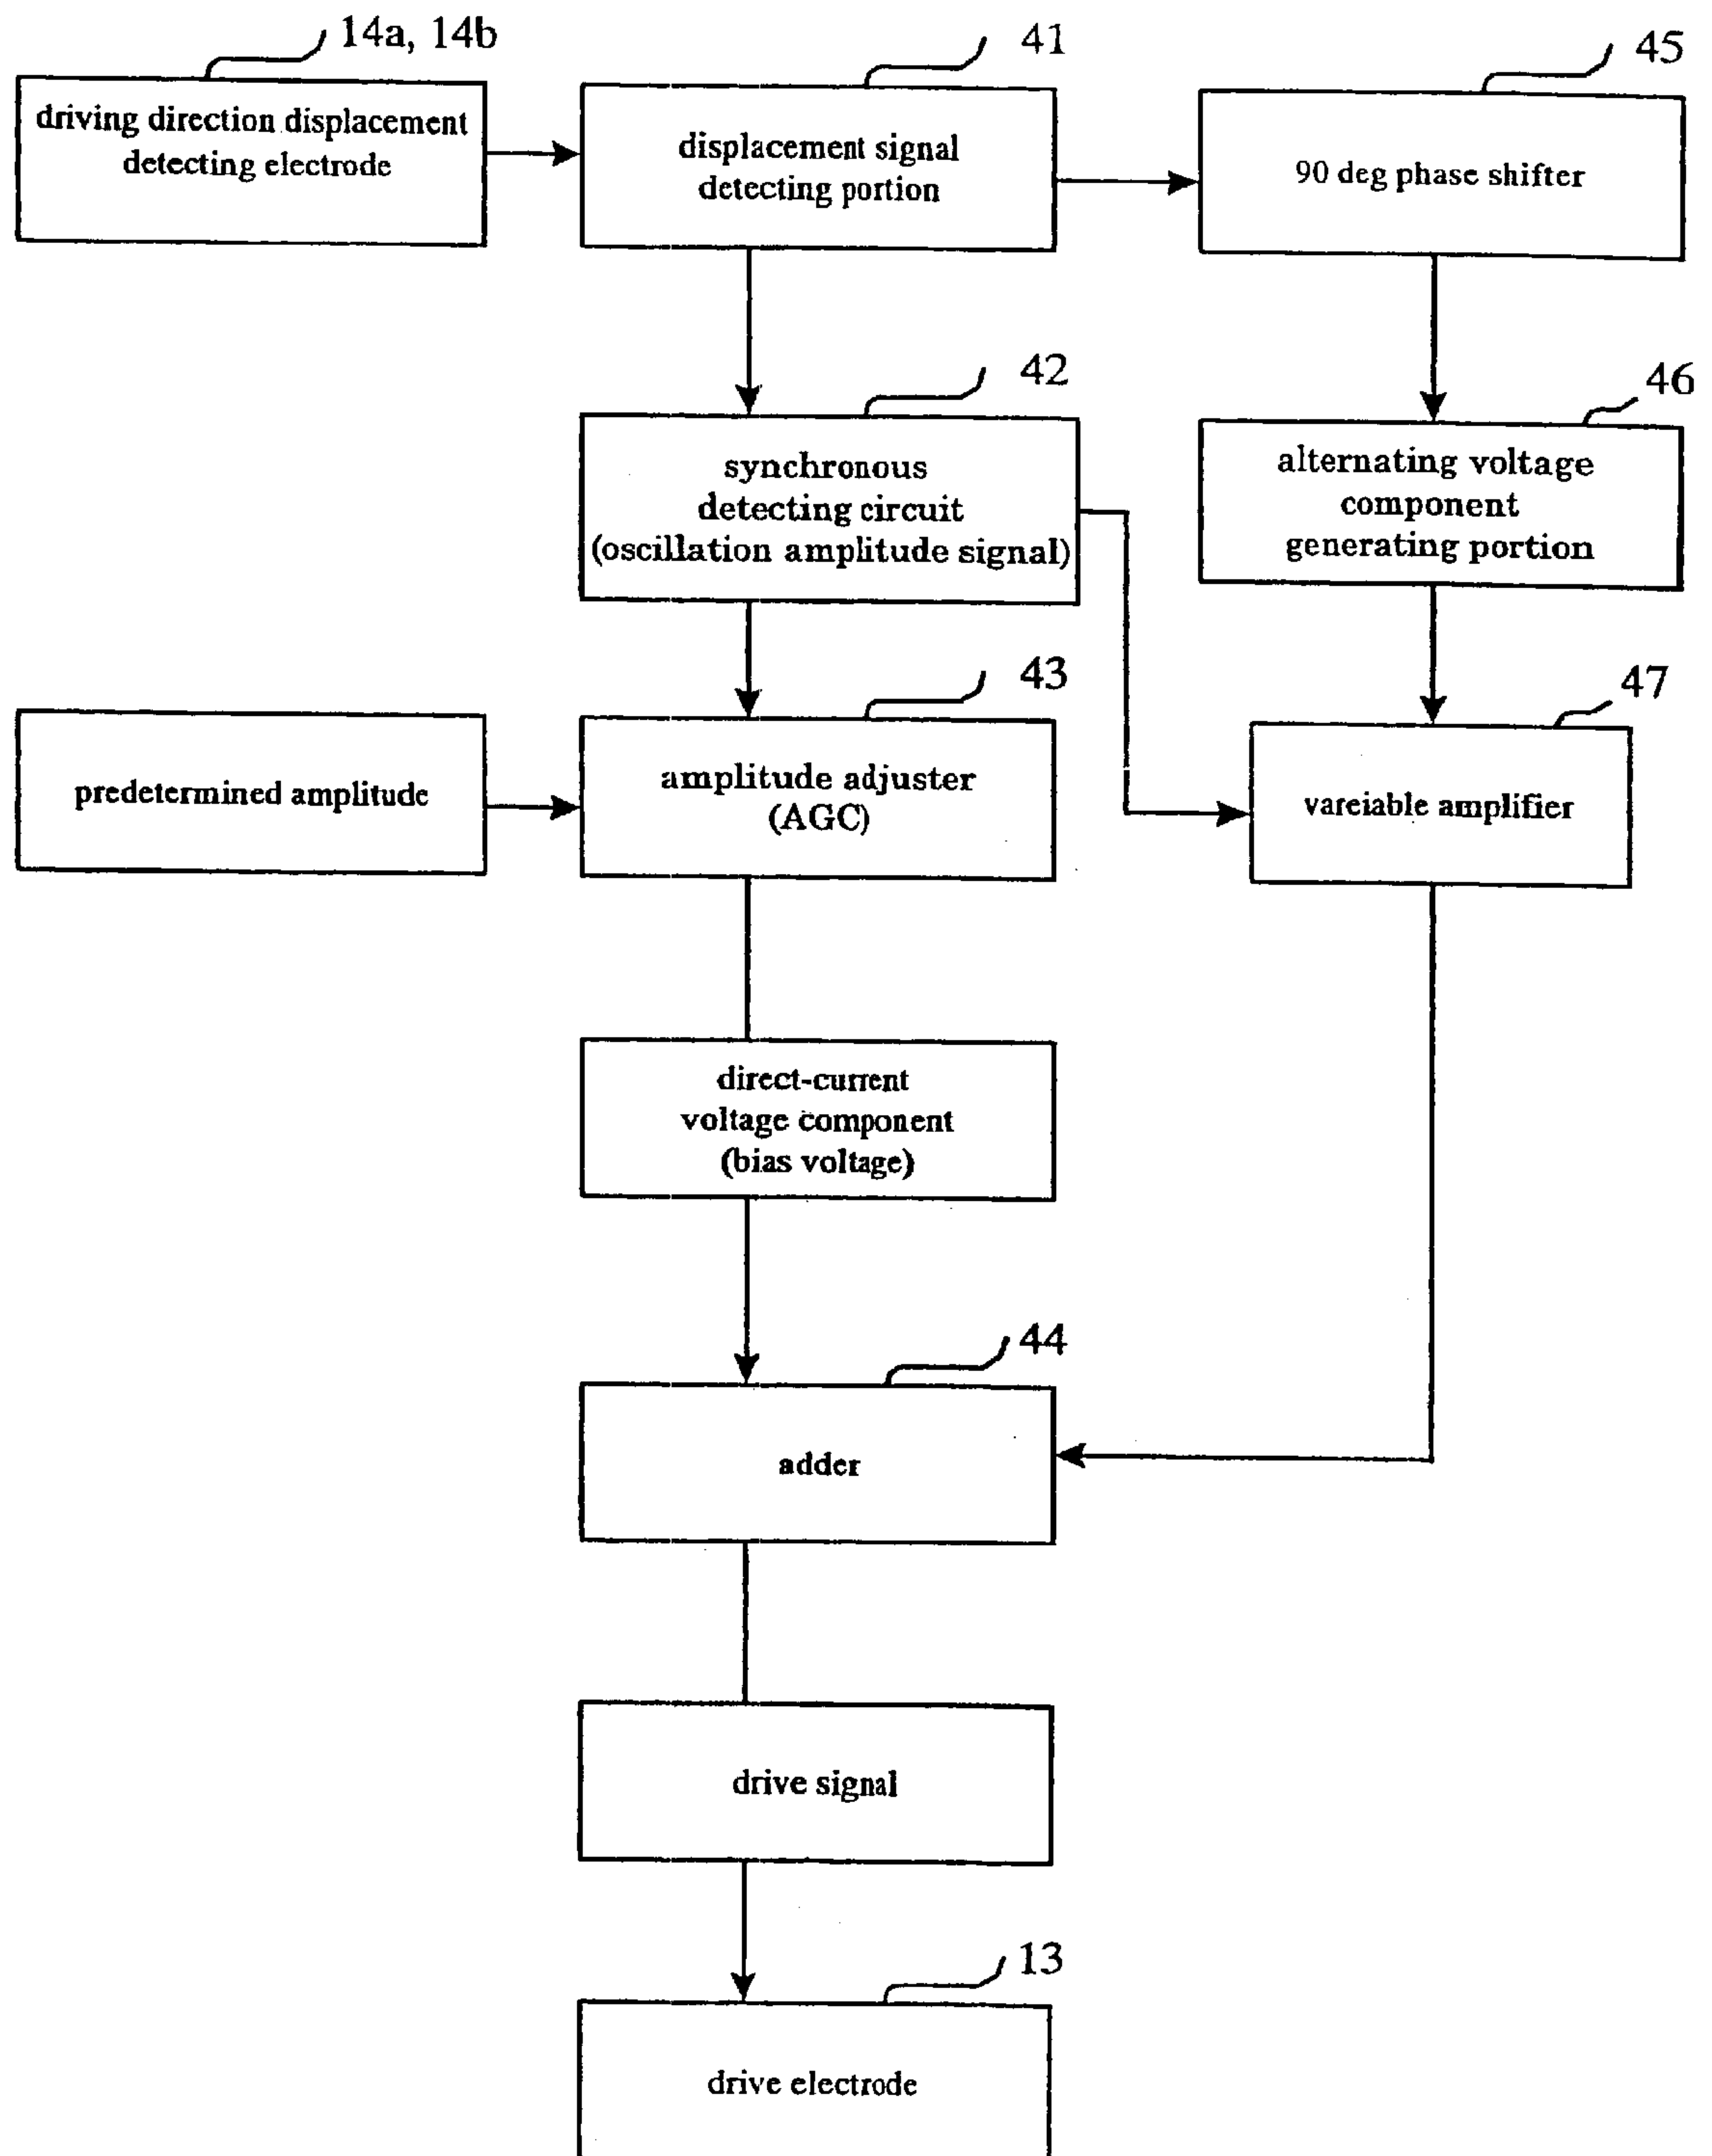 14a, 14b
driving direction displacement
detecting electrode
41
displacement signal
detecting portion
45
90 deg phase shifter
42
synchronous
detecting circuit
(oscillation amplitude signal)
46
alternating voltage
component
generating portion
predetermined amplitude
43
amplitude adjuster
(AGC)
47
vareiable amplifier
direct-current
voltage component
(bias voltage)
44
adder
drive signal
13
drive electrode